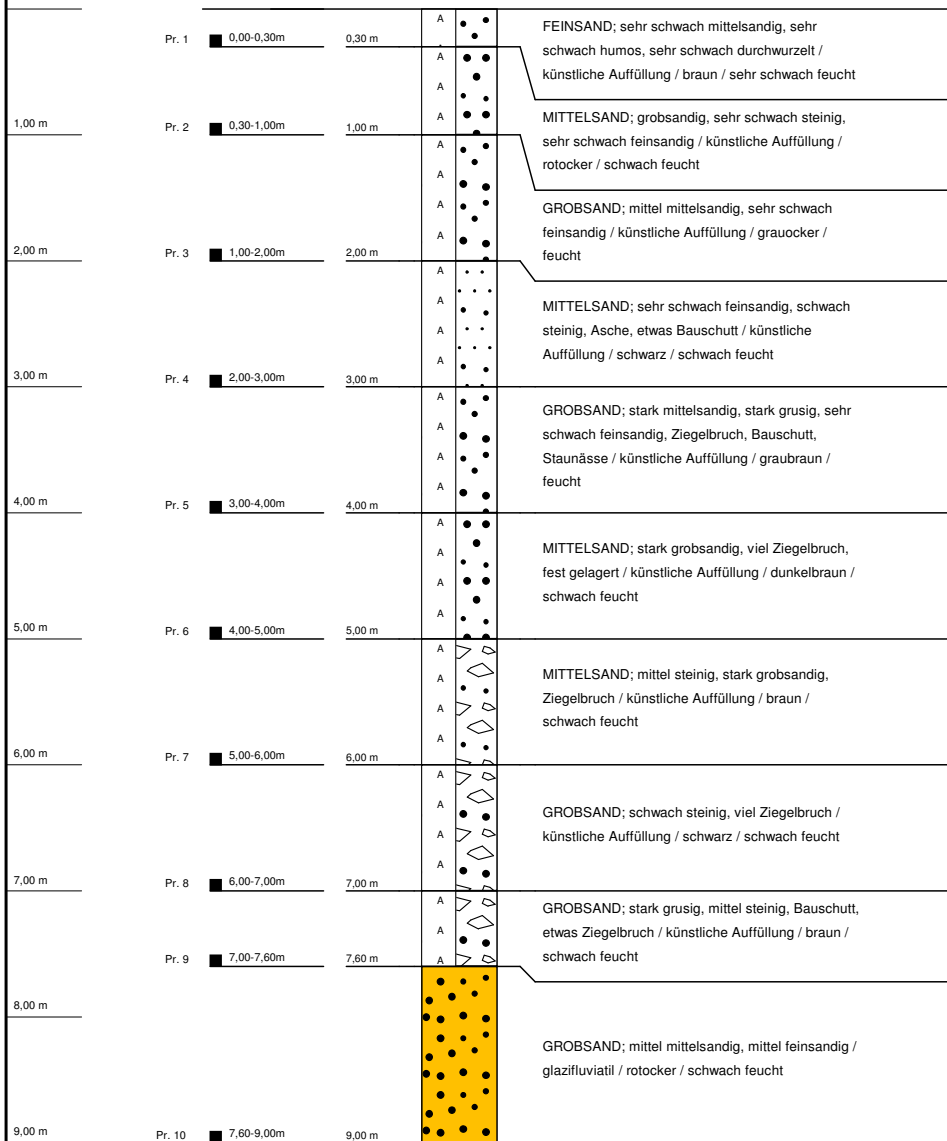 Pr. 1 0,00-0,30m 0,30 m A
FEINSAND; sehr schwach mittelsandig, sehr
schwach humos, sehr schwach durchwurzelt /
künstliche Auffüllung / braun / sehr schwach feucht
A
A
A
1,00 m Pr. 2 0,30-1,00m 1,00 m
MITTELSAND; grobsandig, sehr schwach steinig,
sehr schwach feinsandig / künstliche Auffüllung /
rotocker / schwach feucht
A
A
A
A
2,00 m Pr. 3 1,00-2,00m 2,00 m
GROBSAND; mittel mittelsandig, sehr schwach
feinsandig / künstliche Auffüllung / grauocker /
feucht
A
A
A
A
3,00 m Pr. 4 2,00-3,00m 3,00 m
MITTELSAND; sehr schwach feinsandig, schwach
steinig, Asche, etwas Bauschutt / künstliche
Auffüllung / schwarz / schwach feucht
A
A
A
A
4,00 m Pr. 5 3,00-4,00m 4,00 m
GROBSAND; stark mittelsandig, stark grusig, sehr
schwach feinsandig, Ziegelbruch, Bauschutt,
Staunässe / künstliche Auffüllung / graubraun /
feucht
A
A
A
A
5,00 m Pr. 6 4,00-5,00m 5,00 m
MITTELSAND; stark grobsandig, viel Ziegelbruch,
fest gelagert / künstliche Auffüllung / dunkelbraun /
schwach feucht
A
A
A
A
6,00 m Pr. 7 5,00-6,00m 6,00 m
MITTELSAND; mittel steinig, stark grobsandig,
Ziegelbruch / künstliche Auffüllung / braun /
schwach feucht
A
A
A
A
7,00 m Pr. 8 6,00-7,00m 7,00 m
GROBSAND; schwach steinig, viel Ziegelbruch /
künstliche Auffüllung / schwarz / schwach feucht
A
A
A
Pr. 9 7,00-7,60m 7,60 m
GROBSAND; stark grusig, mittel steinig, Bauschutt,
etwas Ziegelbruch / künstliche Auffüllung / braun /
schwach feucht
8,00 m
GROBSAND; mittel mittelsandig, mittel feinsandig /
glazifluviatil / rotocker / schwach feucht
9,00 m Pr. 10 7,60-9,00m 9,00 m